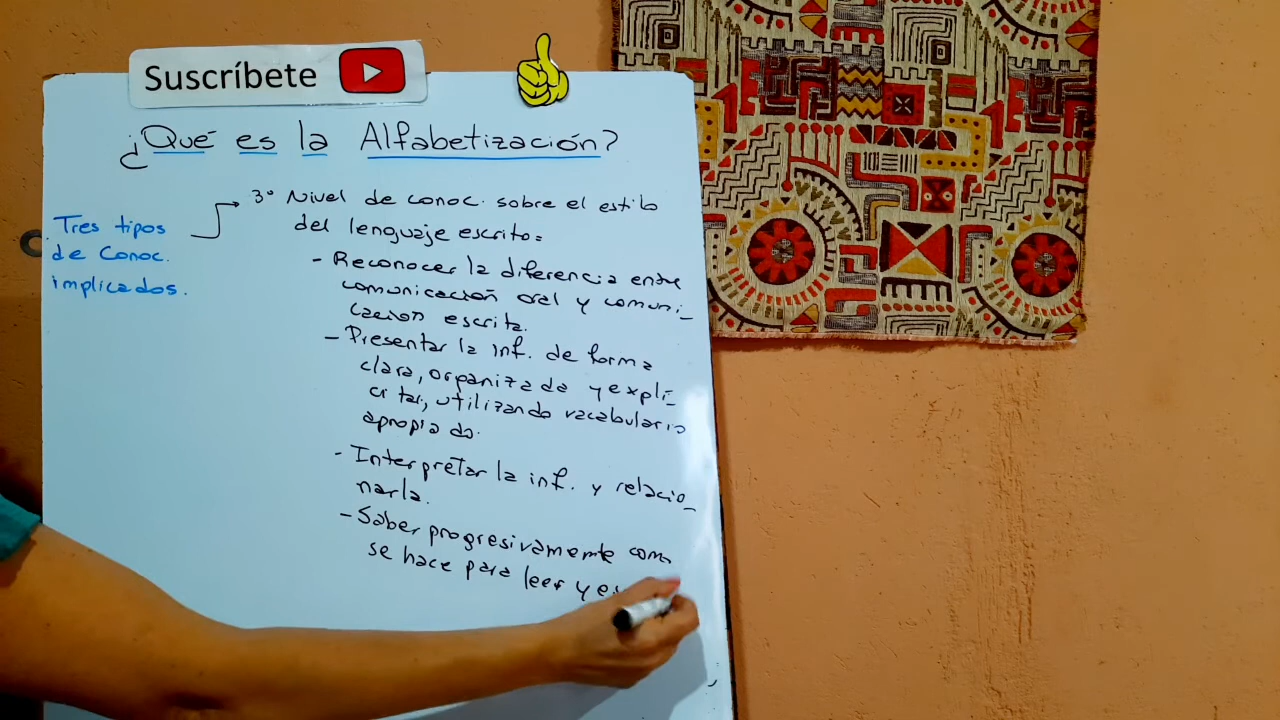 Suscríbete
¿Qué es la Alfabetización?
Tres tipos
de Conoc.
implicados.
3° Nivel de conoc. sobre el estilo
del lenguaje escrito:
- Reconocer la diferencia entre
comunicación oral y comuni_
cación escrita.
- Presentar la inf. de forma
clara, organizada y explí_
cita, utilizando vocabulario
apropiado.
- Interpretar la inf. y relacio_
narla.
- Saber progresivamente como
se hace para leer y